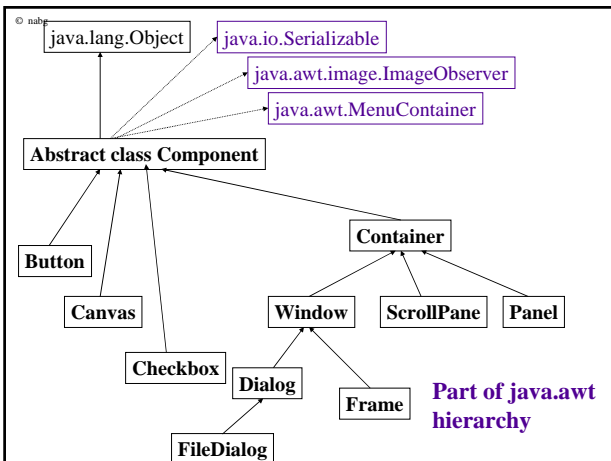 © nabg
java.lang.Object
java.io.Serializable
java.awt.image.ImageObserver
java.awt.MenuContainer
Abstract class Component
Container
Button
Canvas
Window
ScrollPane
Panel
Checkbox
Dialog
Frame
Part of java.awt
hierarchy
FileDialog